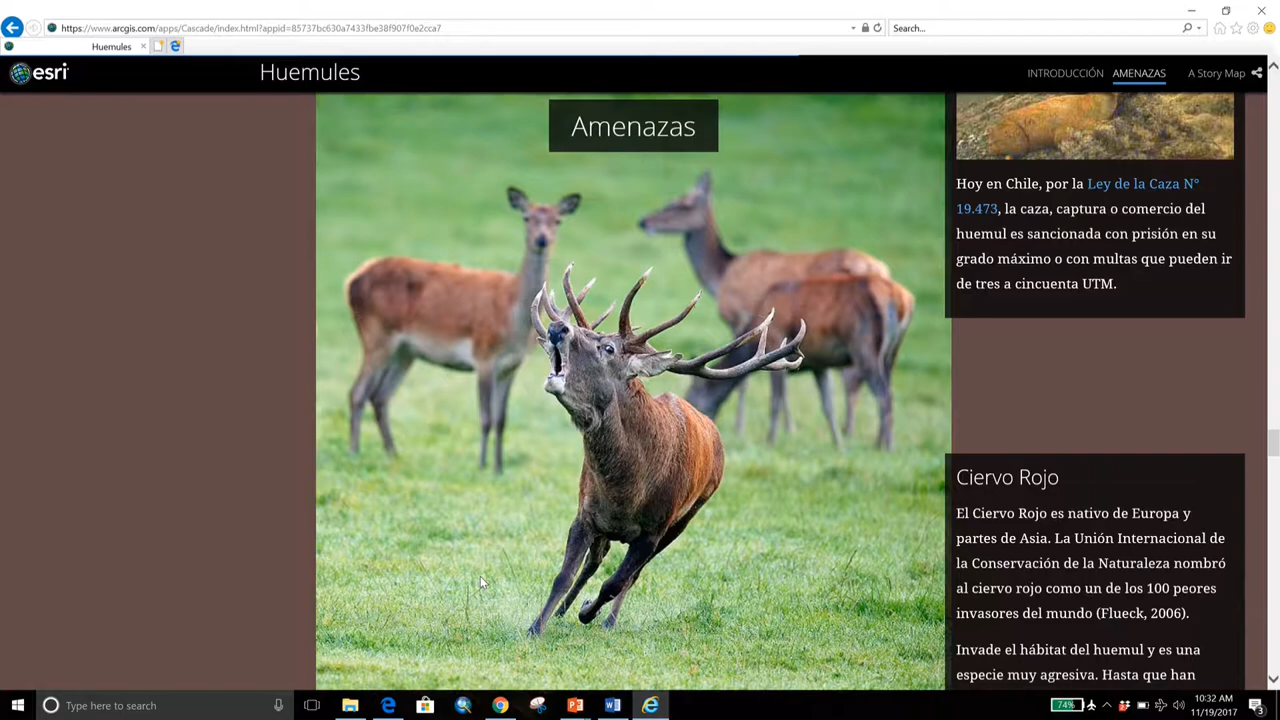 https://www.arcgis.com/apps/Cascade/index.html?appid=85737bc630a7433fbe38f907f0e2cca7
Search...
Huemules
esri
Huemules
INTRODUCCIÓN
AMENAZAS
A Story Map
Amenazas
Hoy en Chile, por la Ley de la Caza N°
19.473, la caza, captura o comercio del
huemul es sancionada con prisión en su
grado máximo o con multas que pueden ir
de tres a cincuenta UTM.
Ciervo Rojo
El Ciervo Rojo es nativo de Europa y
partes de Asia. La Unión Internacional de
la Conservación de la Naturaleza nombró
al ciervo rojo como un de los 100 peores
invasores del mundo (Flueck, 2006).
Invade el hábitat del huemul y es una
especie muy agresiva. Hasta que han
Type here to search
74%
10:32 AM
11/19/2017
3